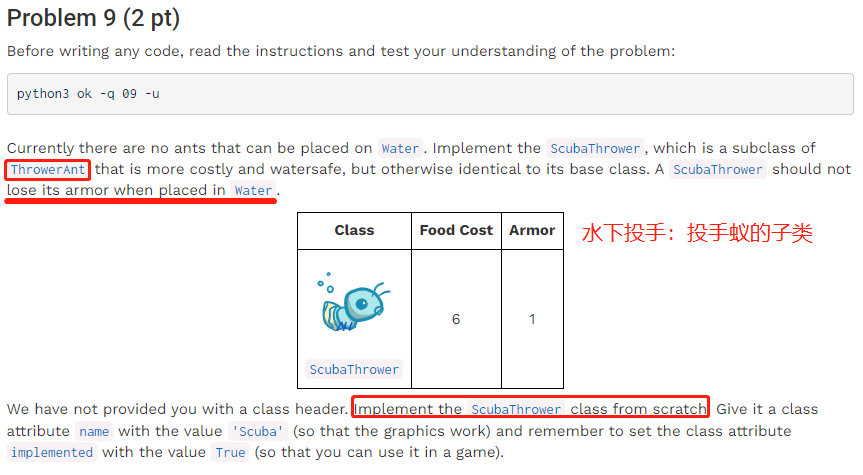 Problem 9 (2 pt)
Before writing any code, read the instructions and test your understanding of the problem:
python3 ok -q 09 -u
Currently there are no ants that can be placed on Water. Implement the ScubaThrower, which is a subclass of
ThrowerAnt that is more costly and watersafe, but otherwise identical to its base class. A ScubaThrower should not
lose its armor when placed in Water.
Class Food Cost Armor
水下投手：投手蚁的子类
6 1
ScubaThrower
We have not provided you with a class header. Implement the ScubaThrower class from scratch. Give it a class
attribute name with the value 'Scuba' (so that the graphics work) and remember to set the class attribute
implemented with the value True (so that you can use it in a game).